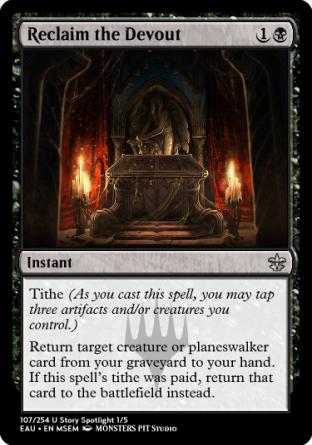 Reclaim the Devout 1
Instant
Tithe (As you cast this spell, you may tap
three artifacts and/or creatures you
control.)
Return target creature or planeswalker
card from your graveyard to your hand.
If this spell's tithe was paid, return that
card to the battlefield instead.
107/254 U Story Spotlight 1/5
EAU • EN MSEM MONSTERS PIT STUDIO